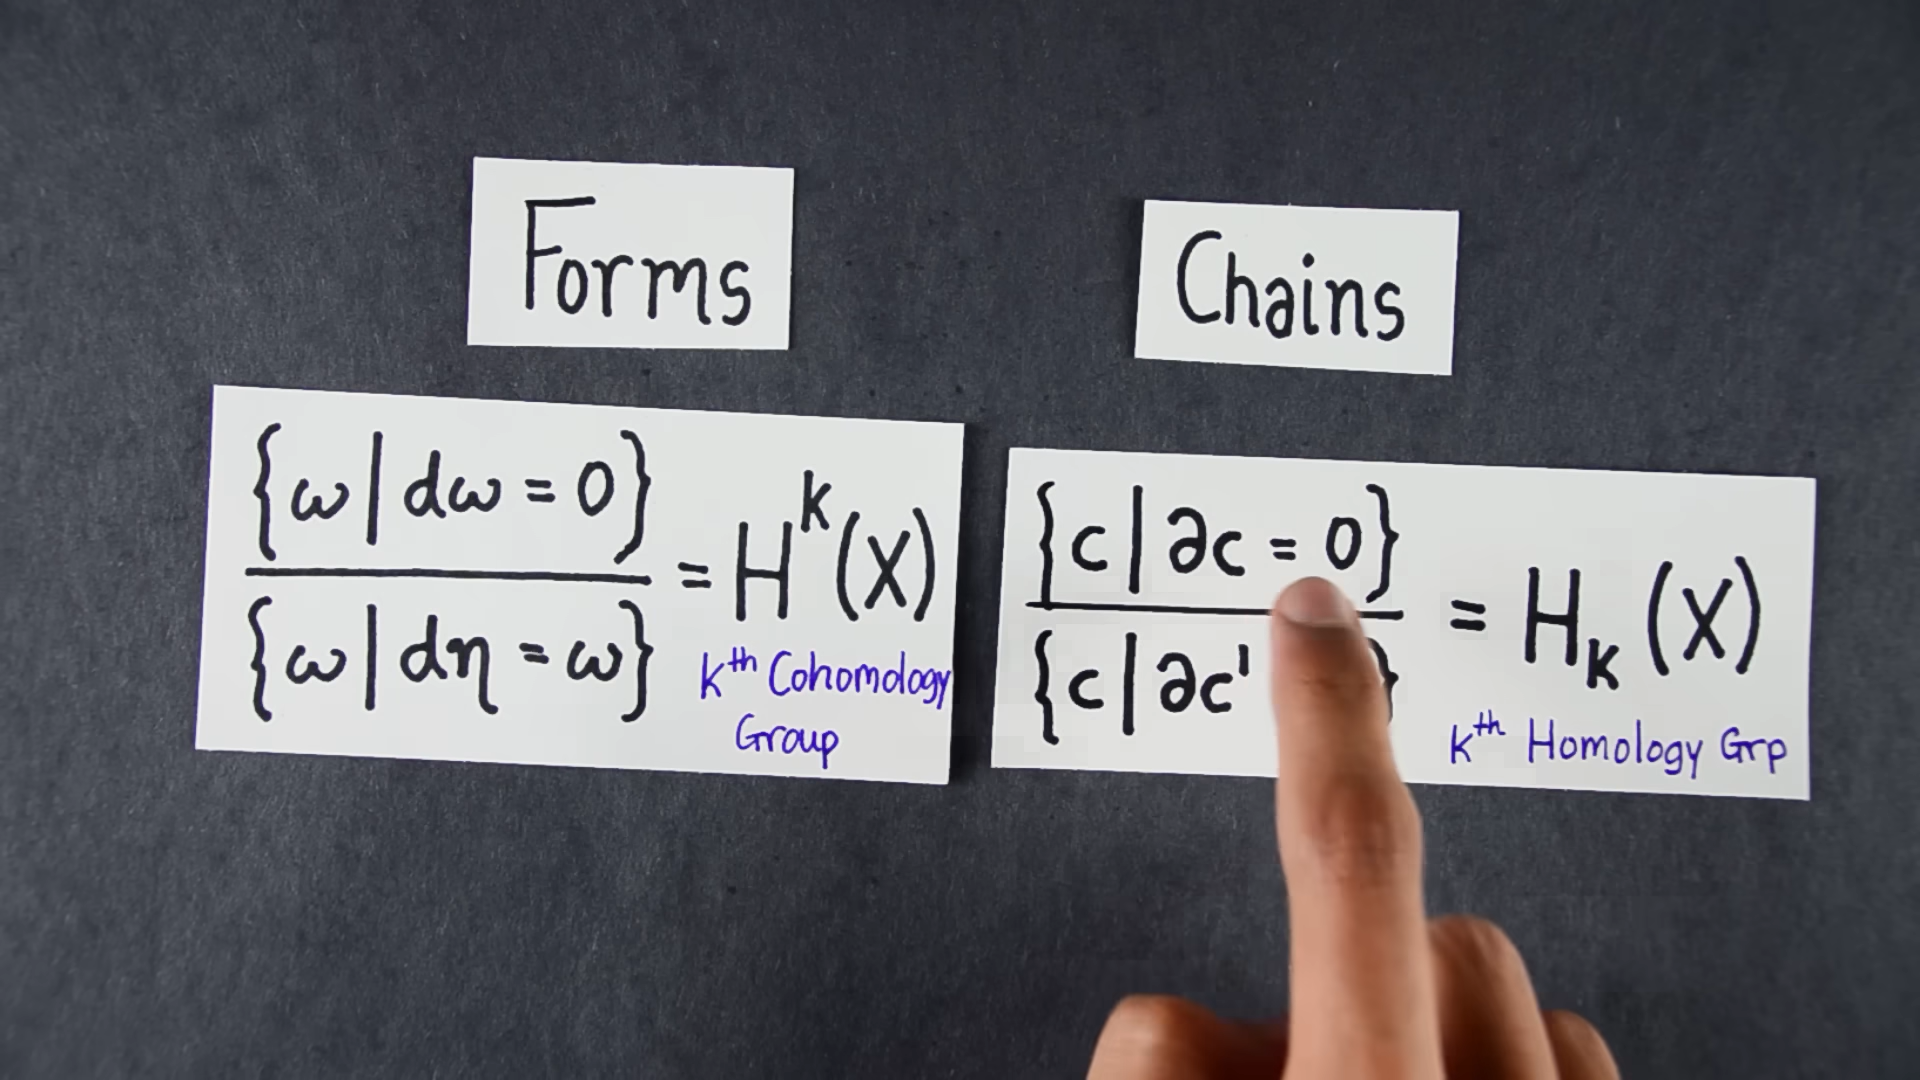 Forms
Chains
{ω | dω = 0}
{ω | dη = ω}
= H^k (X)
k^th Cohomology
Group
{c | ∂c = 0}
{c | ∂c' }
= H_k (X)
k^th Homology Grp